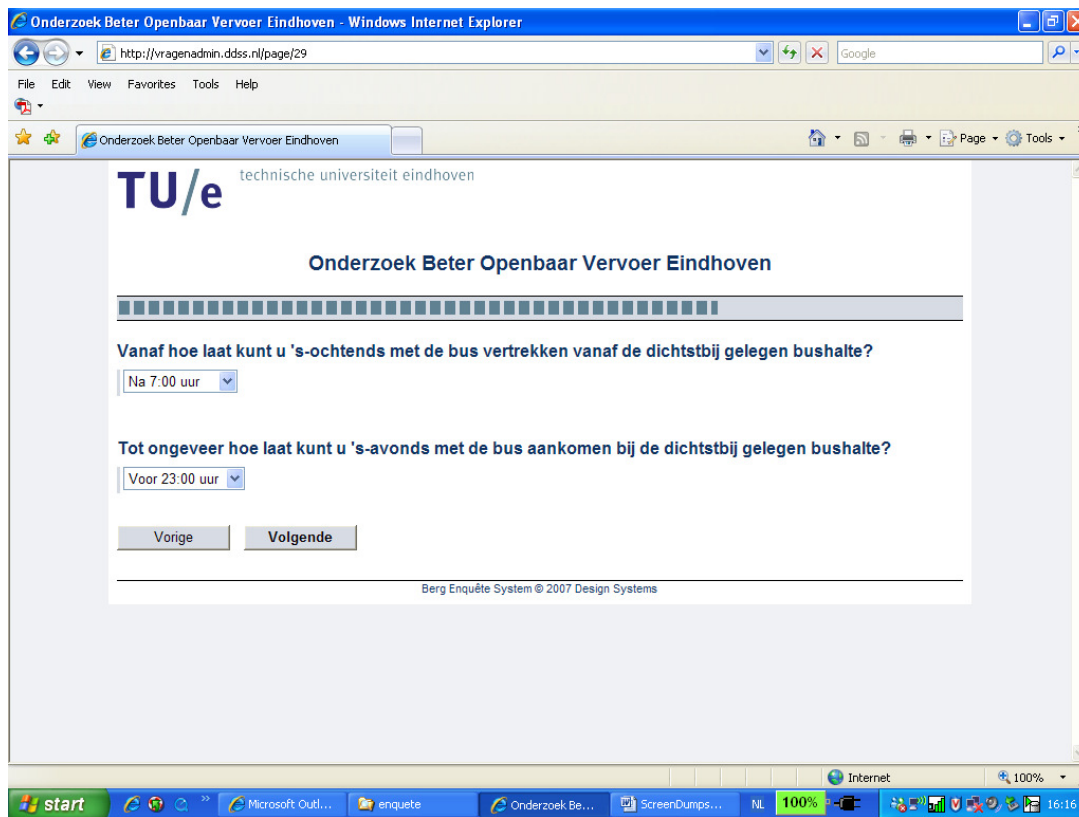 Onderzoek Beter Openbaar Vervoer Eindhoven - Windows Internet Explorer
http://vragenadmin.ddss.nl/page/29
Google
File Edit View Favorites Tools Help
Onderzoek Beter Openbaar Vervoer Eindhoven
Page Tools
TU/e technische universiteit eindhoven
Onderzoek Beter Openbaar Vervoer Eindhoven
Vanaf hoe laat kunt u 's-ochtends met de bus vertrekken vanaf de dichtstbij gelegen bushalte?
Na 7:00 uur
Tot ongeveer hoe laat kunt u 's-avonds met de bus aankomen bij de dichtstbij gelegen bushalte?
Voor 23:00 uur
Vorige Volgende
Berg Enquête System © 2007 Design Systems
Internet 100%
start Microsoft Outl... enquete Onderzoek Be... ScreenDumps... NL 100% 16:16